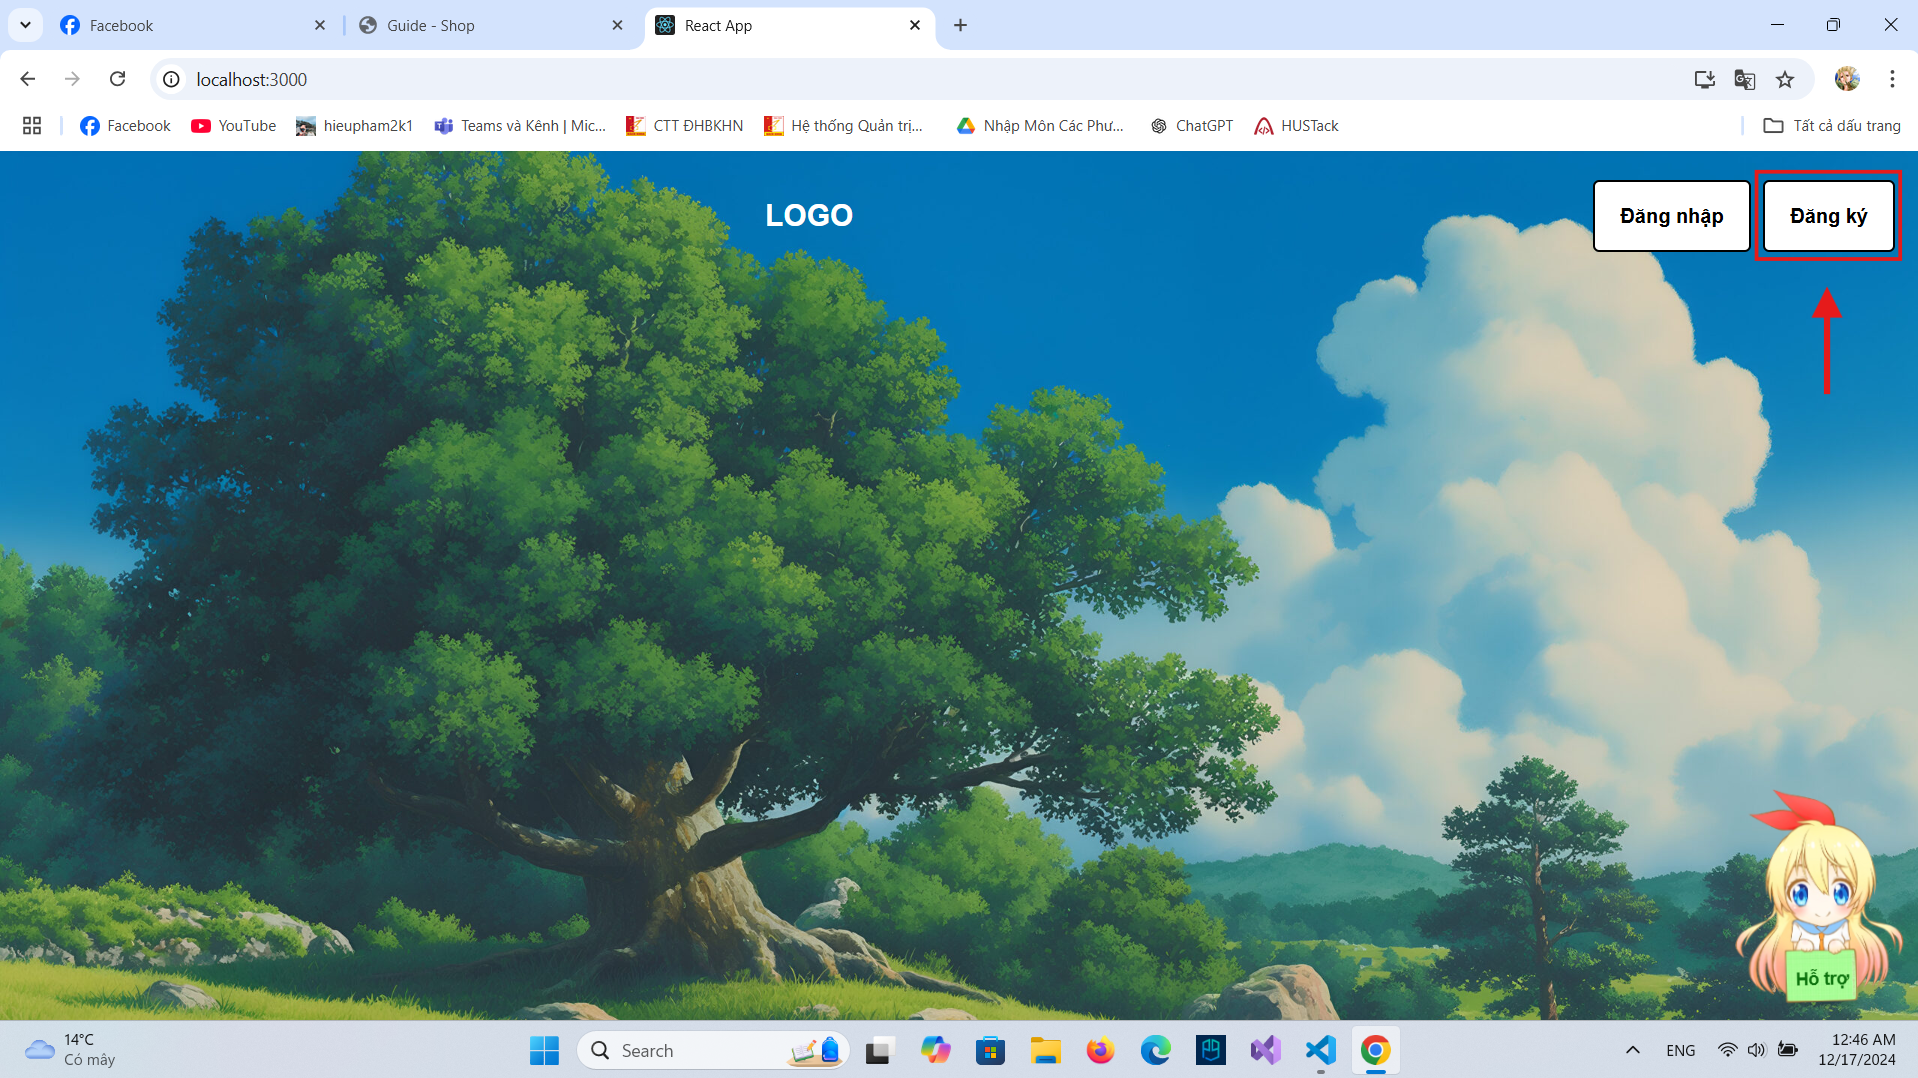 Facebook
Guide - Shop
React App
localhost:3000
Facebook
YouTube
hieupham2k1
Teams và Kênh | Mic...
CTT ĐHBKHN
Hệ thống Quản trị...
Nhập Môn Các Phư...
ChatGPT
HUSTack
Tất cả dấu trang
LOGO
Đăng nhập
Đăng ký
Hỗ trợ
14°C
Có mây
Search
ENG
12:46 AM
12/17/2024